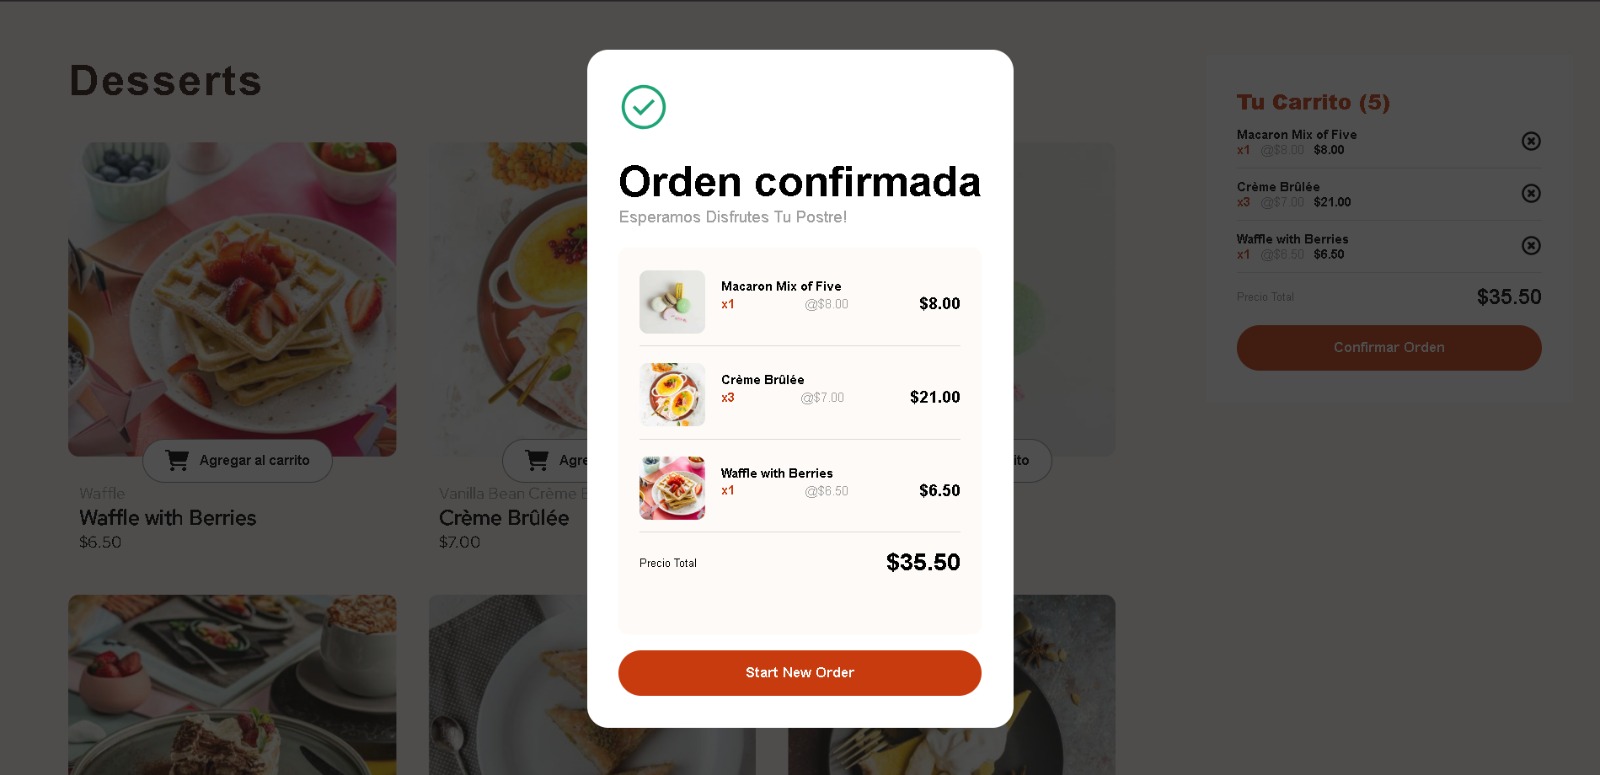 Desserts
Agregar al carrito
Waffle
Waffle with Berries
$6.50
Vanilla Bean Crème
Crème Brûlée
$7.00
Orden confirmada
Esperamos Disfrutes Tu Postre!
Macaron Mix of Five
x1 @$8.00 $8.00
Crème Brûlée
x3 @$7.00 $21.00
Waffle with Berries
x1 @$6.50 $6.50
Precio Total $35.50
Start New Order
Tu Carrito (5)
Macaron Mix of Five
x1 @$8.00 $8.00
Crème Brûlée
x3 @$7.00 $21.00
Waffle with Berries
x1 @$6.50 $6.50
Precio Total $35.50
Confirmar Orden